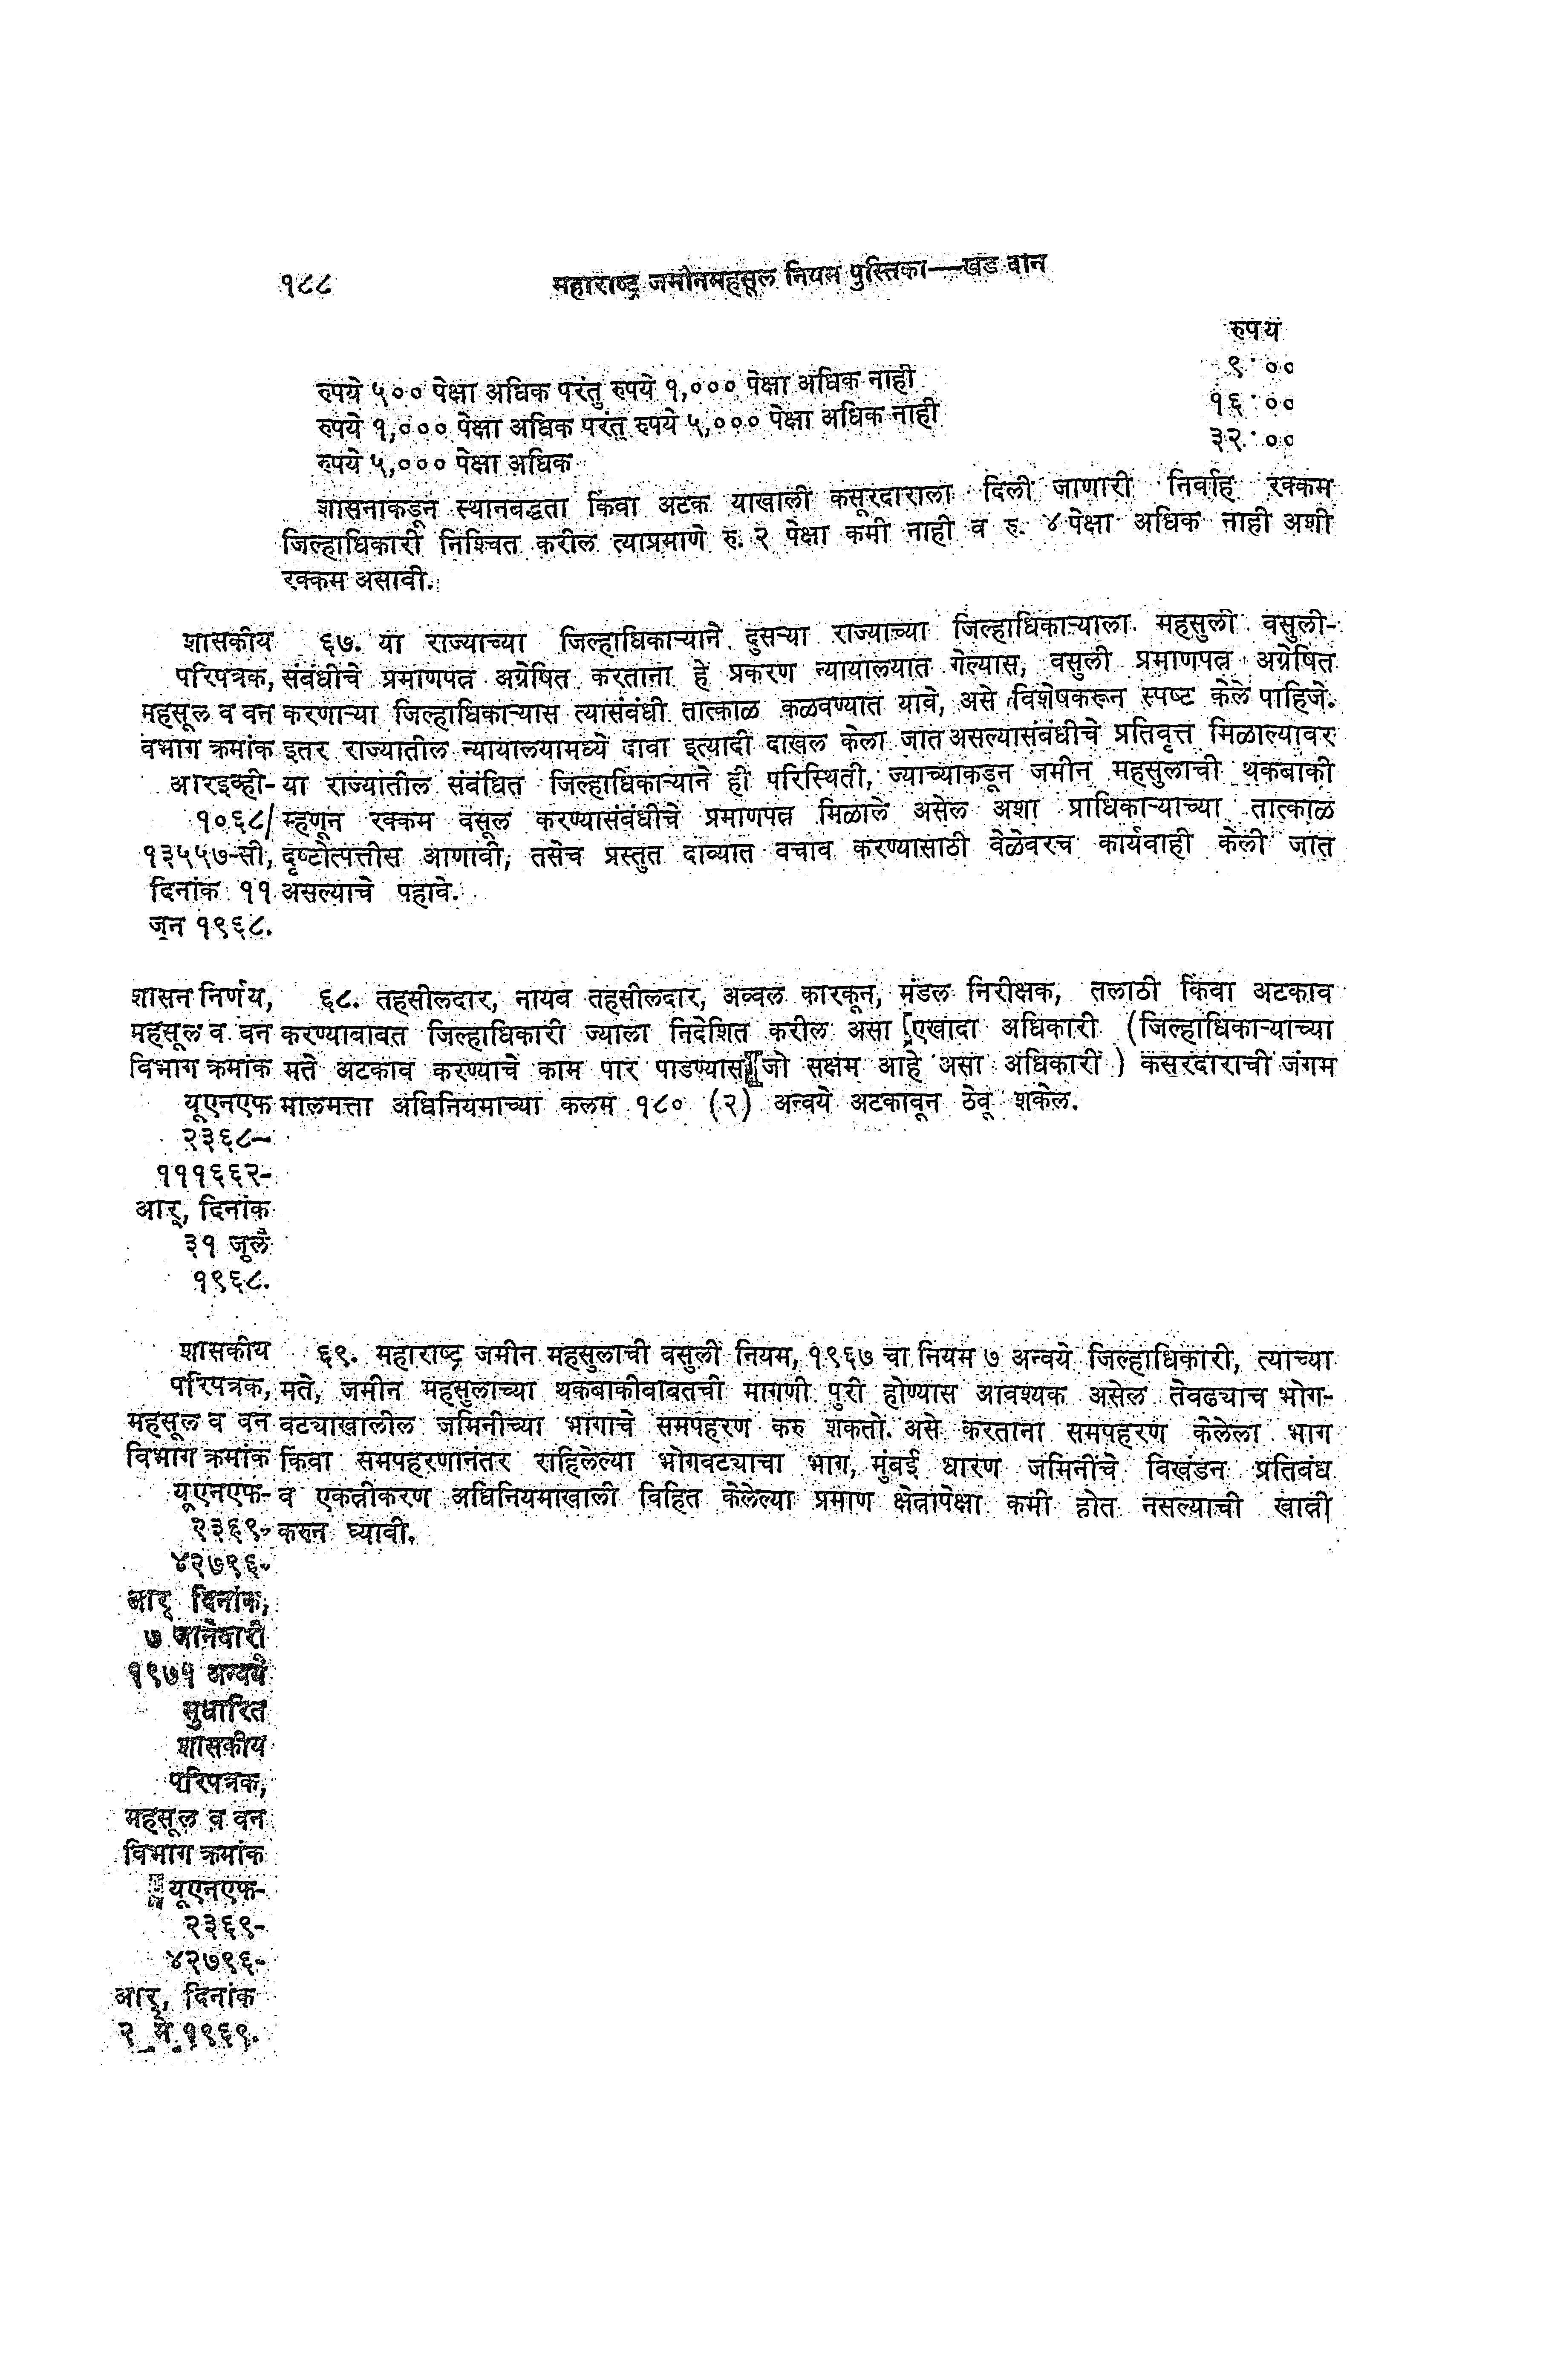 १८८
महाराष्ट्र जमीनमहसूल नियम पुस्तिका—खंड दोन
रुपये
रुपये ५०० पेक्षा अधिक परंतु रुपये १,००० पेक्षा अधिक नाही ९·००
रुपये १,००० पेक्षा अधिक परंतु रुपये ५,००० पेक्षा अधिक नाही १६·००
रुपये ५,००० पेक्षा अधिक ३२·००
शासनाकडून स्थानबद्धता किंवा अटक याखाली कसूरदाराला दिली जाणारी निर्वाह रक्कम
जिल्हाधिकारी निश्चित करील त्याप्रमाणे रु. २ पेक्षा कमी नाही व रु. ४ पेक्षा अधिक नाही अशी
रक्कम असावी.
शासकीय
परिपत्रक,
महसूल व वन
वभाग क्रमांक
आरइव्ही-
१०६८/
१३५५७-सी,
दिनांक ११
जून १९६८.
६७. या राज्याच्या जिल्हाधिकाऱ्याने दुसऱ्या राज्याच्या जिल्हाधिकाऱ्याला महसुली वसुली-
संबंधीचे प्रमाणपत्र अग्रेषित करताना हे प्रकरण न्यायालयात गेल्यास, वसुली प्रमाणपत्र अग्रेषित
करणाऱ्या जिल्हाधिकाऱ्यास त्यासंबंधी तात्काळ कळवण्यात यावे, असे विशेषकरून स्पष्ट केले पाहिजे.
इतर राज्यातील न्यायालयामध्ये दावा इत्यादी दाखल केला जात असल्यासंबंधीचे प्रतिवृत्त मिळाल्यावर
या राज्यातील संबंधित जिल्हाधिकाऱ्याने ही परिस्थिती, ज्याच्याकडून जमीन महसुलाची थकबाकी
म्हणून रक्कम वसूल करण्यासंबंधीचे प्रमाणपत्र मिळाले असेल अशा प्राधिकाऱ्याच्या तात्काळ
दृष्टोत्पत्तीस आणावी, तसेच प्रस्तुत दाव्यात बचाव करण्यासाठी वेळेवरच कार्यवाही केली जात
असल्याचे पहावे.
शासन निर्णय,
महसूल व वन
विभाग क्रमांक
यूएनएफ
२३६८—
१११६६२-
आर, दिनांक
३१ जुलै
१९६८.
६८. तहसीलदार, नायब तहसीलदार, अव्वल कारकून, मंडल निरीक्षक, तलाठी किंवा अटकाव
करण्याबाबत जिल्हाधिकारी ज्याला निदेशित करील असा एखादा अधिकारी (जिल्हाधिकाऱ्याच्या
मते अटकाव करण्याचे काम पार पाडण्यास जो सक्षम आहे असा अधिकारी) कसूरदाराची जंगम
मालमत्ता अधिनियमाच्या कलम १८० (२) अन्वये अटकावून ठेवू शकेल.
शासकीय
परिपत्रक,
महसूल व वन
विभाग क्रमांक
यूएनएफ-
२३६९-
४२७९६-
आर दिनांक,
७ जानेवारी
१९७१ अन्वये
सुधारित
शासकीय
परिपत्रक,
महसूल व वन
विभाग क्रमांक
यूएनएफ-
२३६९-
४२७९६-
आर, दिनांक
२ मे १९६९.
६९. महाराष्ट्र जमीन महसुलाची वसुली नियम, १९६७ चा नियम ७ अन्वये जिल्हाधिकारी, त्याच्या
मते, जमीन महसुलाच्या थकबाकीबाबतची मागणी पुरी होण्यास आवश्यक असेल तेवढ्याच भोग-
वट्याखालील जमिनीच्या भागाचे समपहरण करु शकतो. असे करताना समपहरण केलेला भाग
किंवा समपहरणानंतर राहिलेल्या भोगवट्याचा भाग, मुंबई धारण जमिनींचे विखंडन प्रतिबंध
व एकत्रीकरण अधिनियमाखाली विहित केलेल्या प्रमाण क्षेत्रापेक्षा कमी होत नसल्याची खात्री
करुन घ्यावी.